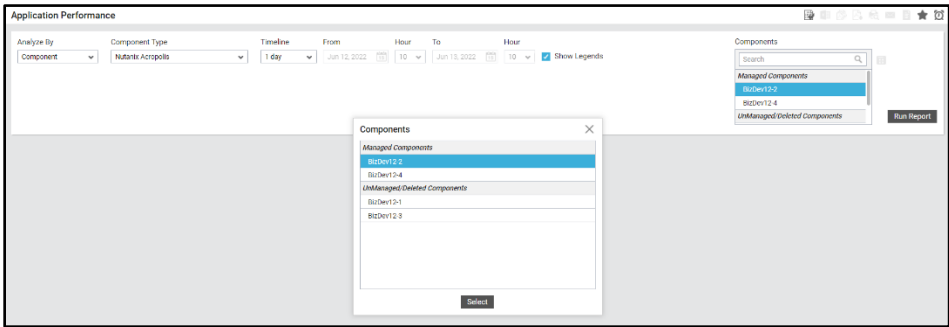 Application Performance
Analyze By Component Type Timeline From Hour To Hour Components
Component Nutanix Acropolis 1 day Jun 12, 2022 10 Jun 13, 2022 10 Show Legends Search
Managed Components
BizDev12-2
BizDev12-4
UnManaged/Deleted Components
Run Report
Components
Managed Components
BizDev12-2
BizDev12-4
UnManaged/Deleted Components
BizDev12-1
BizDev12-3
Select